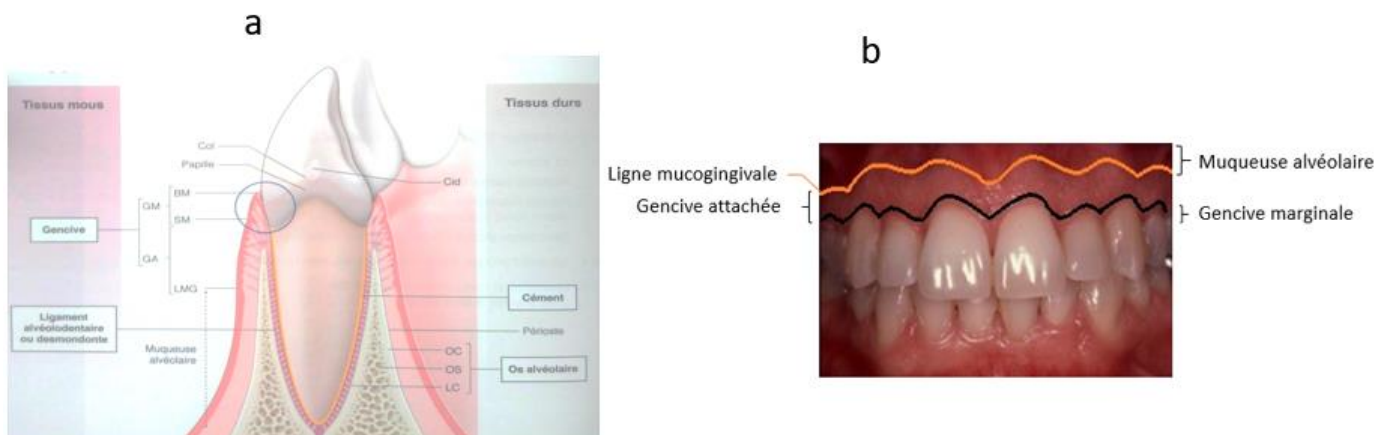 a
b
Tissus mous
Tissus durs
Col
Papille
Cid
BM
GM
SM
Gencive
GA
LMG
Ligament
alvéolodentaire
ou desmondonte
Muqueuse
alvéolaire
Cément
Périoste
OC
OS
Os alvéolaire
LC
Ligne mucogingivale
Gencive attachée
Muqueuse alvéolaire
Gencive marginale